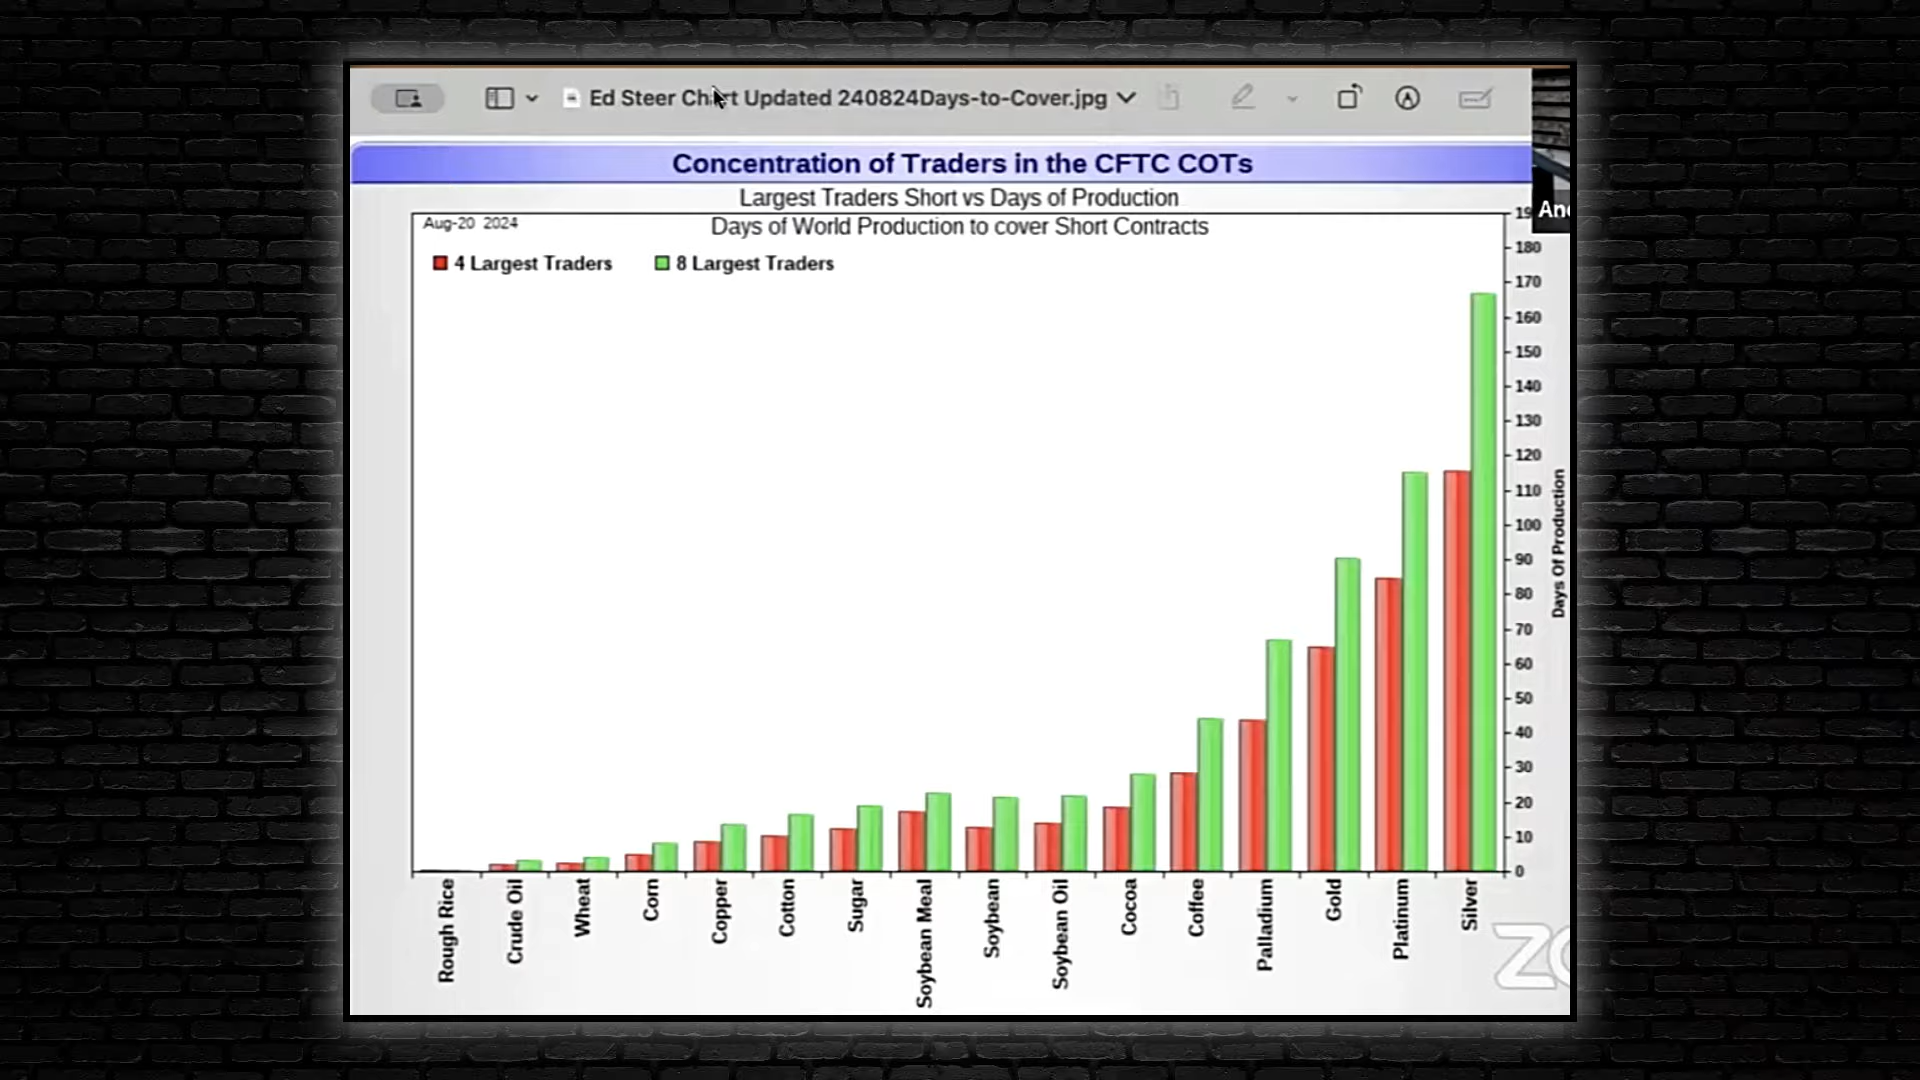 Ed Steer Chart Updated 240824Days-to-Cover.jpg
Concentration of Traders in the CFTC COTs
Largest Traders Short vs Days of Production
Aug-20 2024
Days of World Production to cover Short Contracts
4 Largest Traders
8 Largest Traders
180
170
160
150
140
130
120
110
100
90
80
70
60
50
40
30
20
10
0
Days Of Production
Rough Rice
Crude Oil
Wheat
Corn
Copper
Cotton
Sugar
Soybean Meal
Soybean
Soybean Oil
Cocoa
Coffee
Palladium
Gold
Platinum
Silver